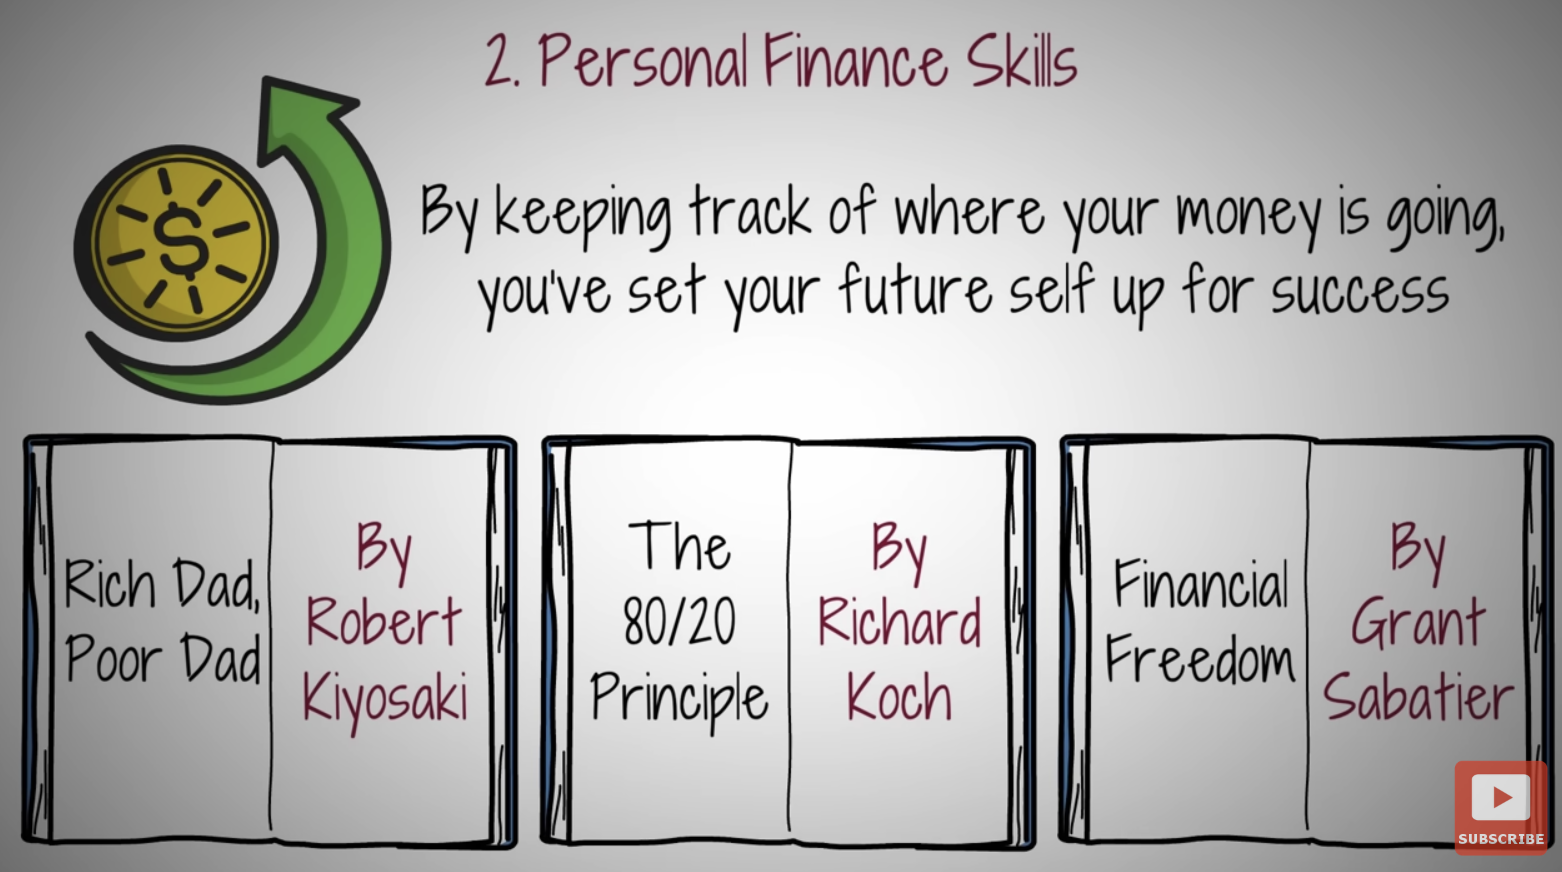 2. Personal Finance Skills
By keeping track of where your money is going,
you've set your future self up for success
Rich Dad,
Poor Dad
By
Robert
Kiyosaki
The
80/20
Principle
By
Richard
Koch
Financial
Freedom
By
Grant
Sabatier
$
SUBSCRIBE